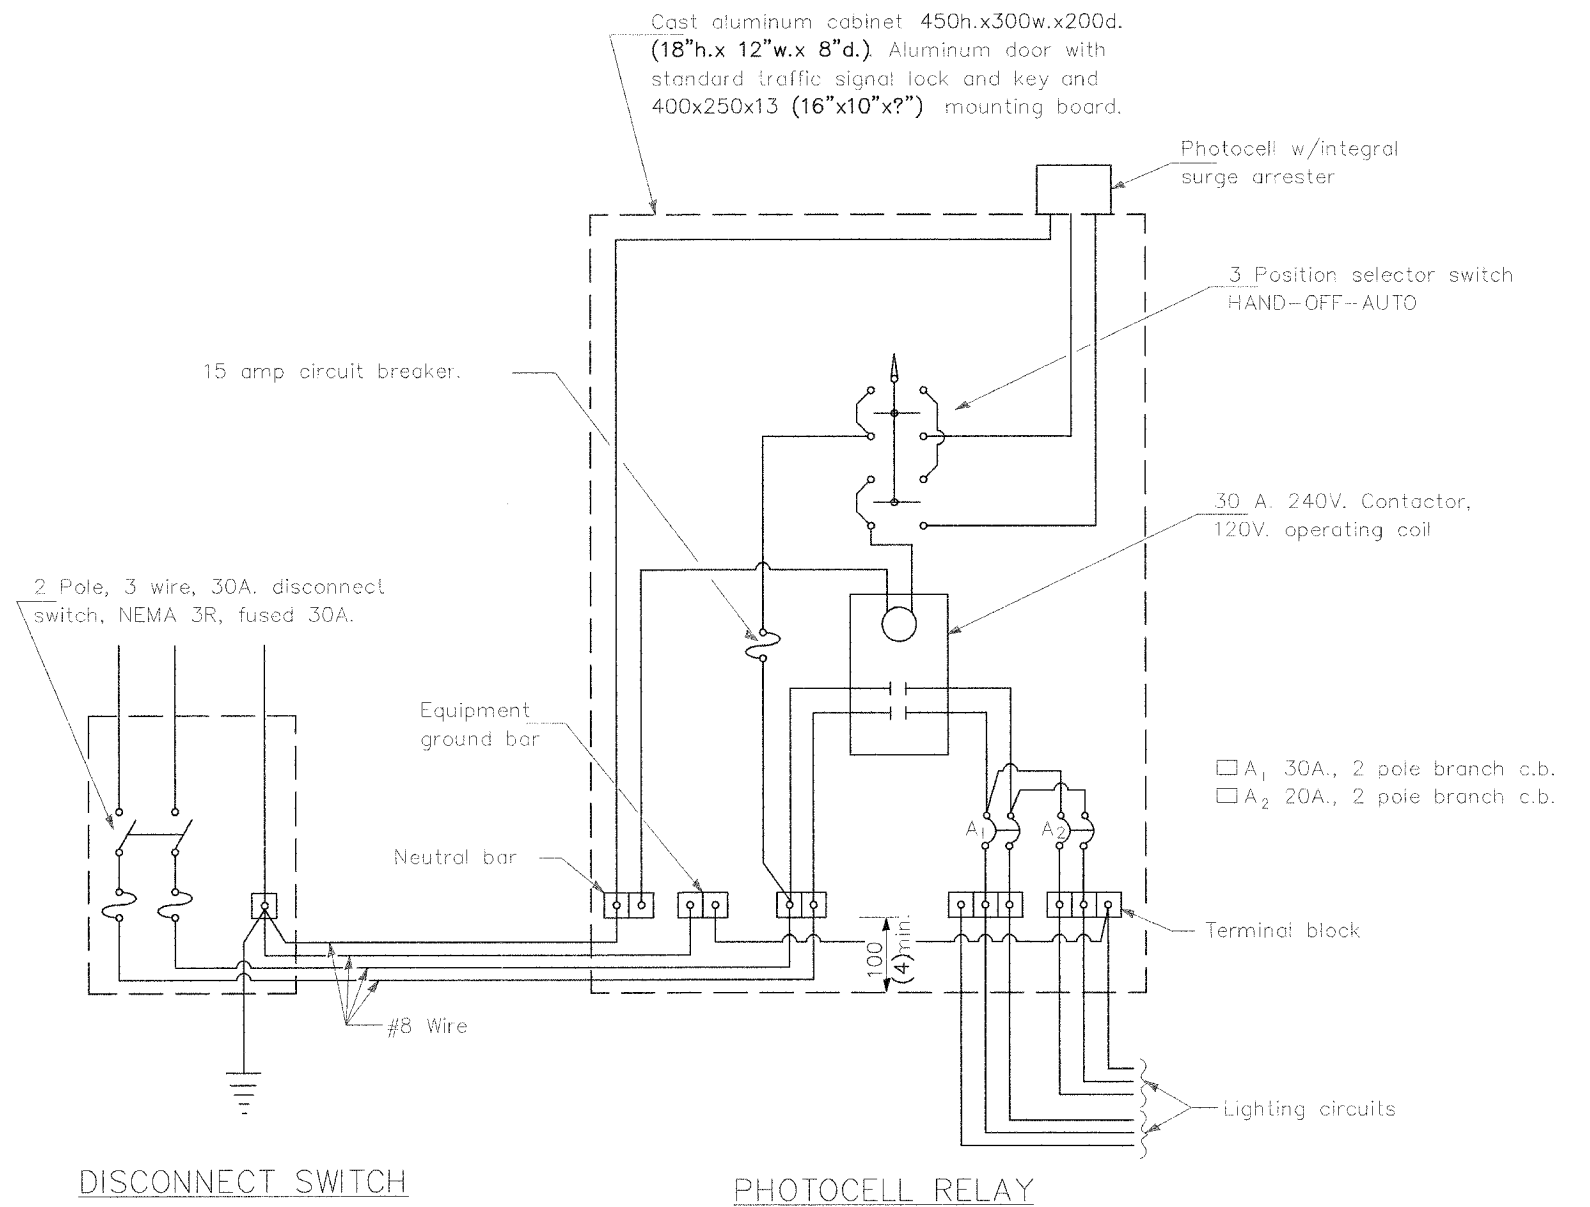 Cast aluminum cabinet 450h.x300w.x200d.
(18"h.x 12"w.x 8"d.). Aluminum door with
standard traffic signal lock and key and
400x250x13 (16"x10"x?") mounting board.
Photocell w/integral
surge arrester
3 Position selector switch
HAND-OFF-AUTO
15 amp circuit breaker.
30 A. 240V. Contactor,
120V. operating coil
2 Pole, 3 wire, 30A. disconnect
switch, NEMA 3R, fused 30A.
Equipment
ground bar
A1 30A., 2 pole branch c.b.
A2 20A., 2 pole branch c.b.
A1
A2
Neutral bar
Terminal block
100
(4)min.
#8 Wire
Lighting circuits
DISCONNECT SWITCH
PHOTOCELL RELAY